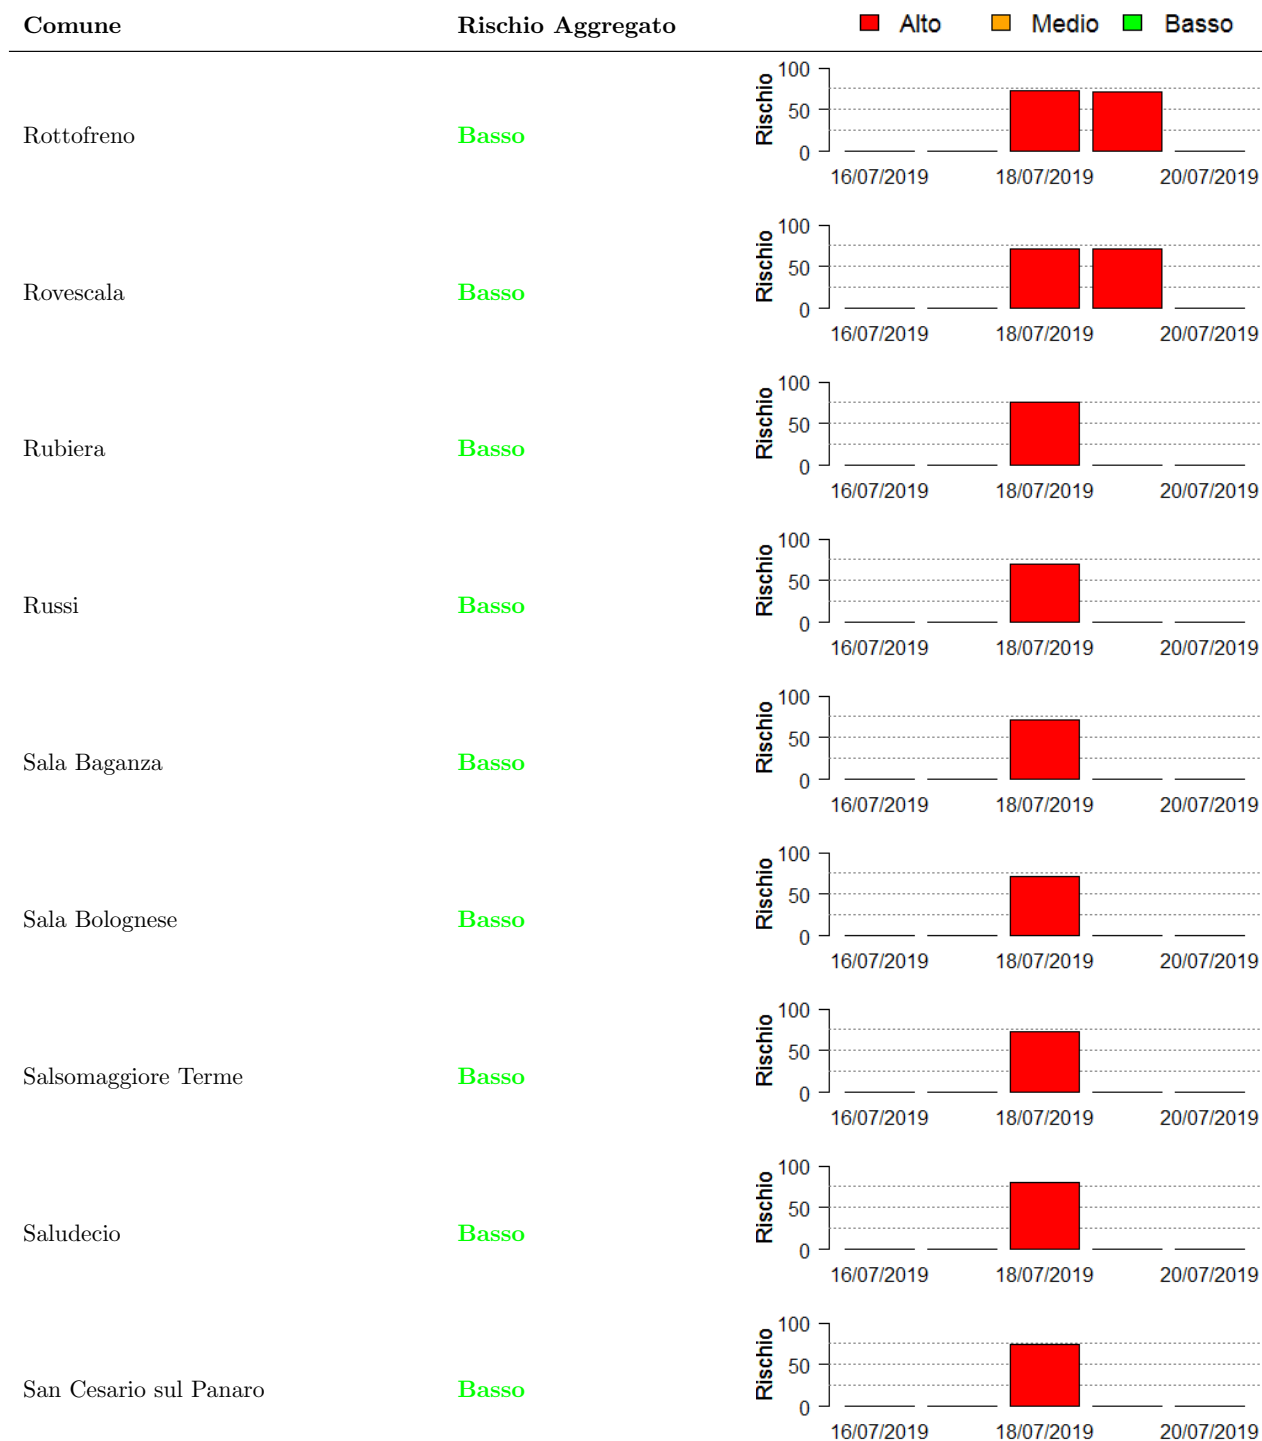 Comune Rischio Aggregato Alto Medio Basso
Rottofreno Basso Rischio 100 50 0
16/07/2019 18/07/2019 20/07/2019
Rovescala Basso Rischio 100 50 0
16/07/2019 18/07/2019 20/07/2019
Rubiera Basso Rischio 100 50 0
16/07/2019 18/07/2019 20/07/2019
Russi Basso Rischio 100 50 0
16/07/2019 18/07/2019 20/07/2019
Sala Baganza Basso Rischio 100 50 0
16/07/2019 18/07/2019 20/07/2019
Sala Bolognese Basso Rischio 100 50 0
16/07/2019 18/07/2019 20/07/2019
Salsomaggiore Terme Basso Rischio 100 50 0
16/07/2019 18/07/2019 20/07/2019
Saludecio Basso Rischio 100 50 0
16/07/2019 18/07/2019 20/07/2019
San Cesario sul Panaro Basso Rischio 100 50 0
16/07/2019 18/07/2019 20/07/2019